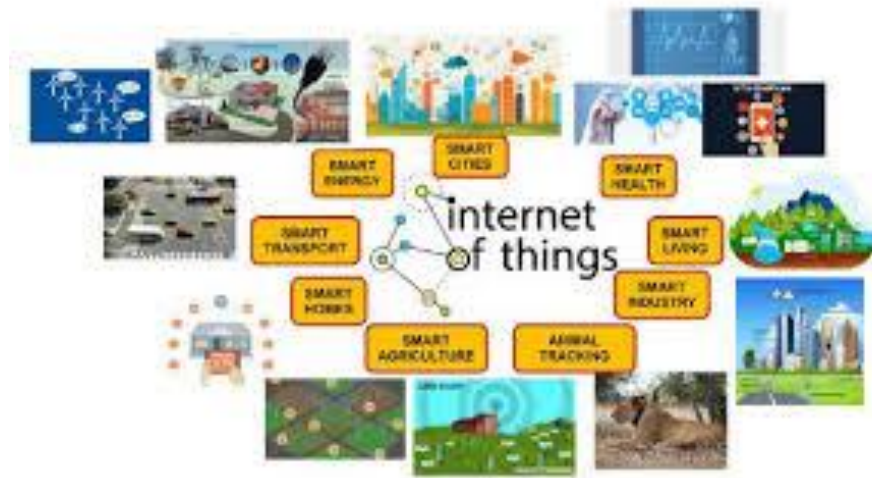 SMART
CITIES
SMART
ENERGY
SMART
HEALTH
SMART
TRANSPORT
internet
of things
SMART
LIVING
SMART
HOMES
SMART
INDUSTRY
SMART
AGRICULTURE
ANIMAL
TRACKING